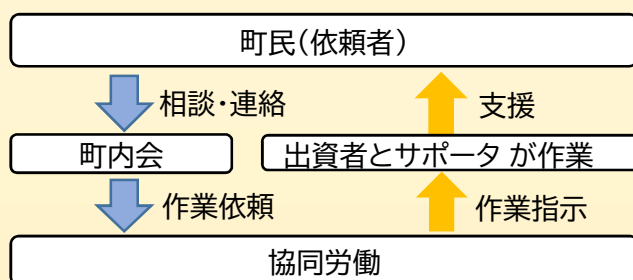 町民(依頼者)
相談・連絡
支援
町内会
出資者とサポータ が作業
作業依頼
作業指示
協同労働